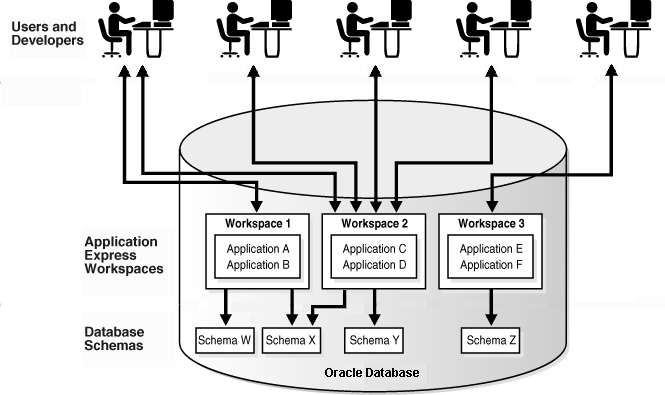 Users and
Developers
Workspace 1
Workspace 2
Workspace 3
Application
Express
Workspaces
Application A
Application B
Application C
Application D
Application E
Application F
Database
Schemas
Schema W
Schema X
Schema Y
Schema Z
Oracle Database